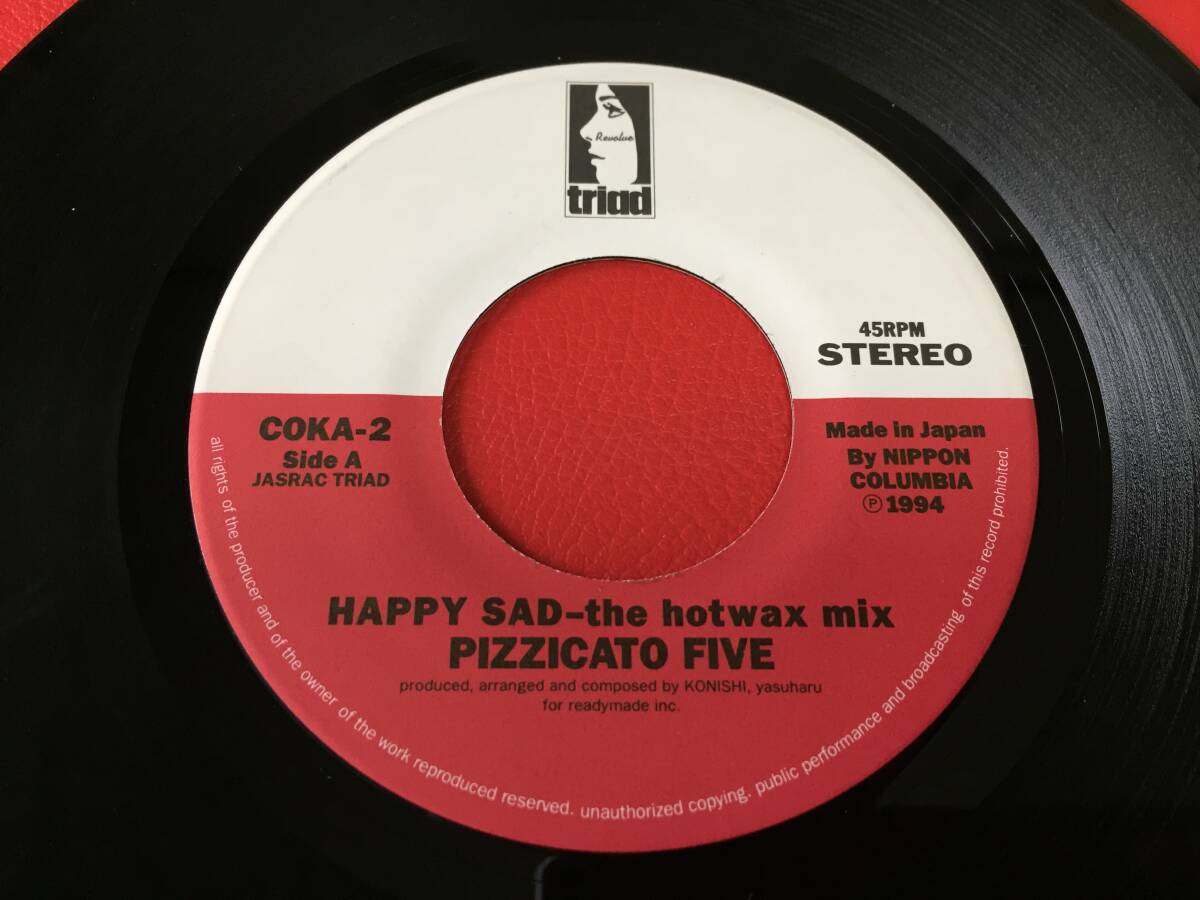 Revolve
triad
45RPM
STEREO
COKA-2
Side A
JASRAC TRIAD
Made in Japan
By NIPPON
COLUMBIA
Ⓟ 1994
HAPPY SAD–the hotwax mix
PIZZICATO FIVE
produced, arranged and composed by KONISHI, yasuharu
for readymade inc.
all rights of the producer and of the owner of the work reproduced reserved. unauthorized copying. public performance and broadcasting of this record prohibited.